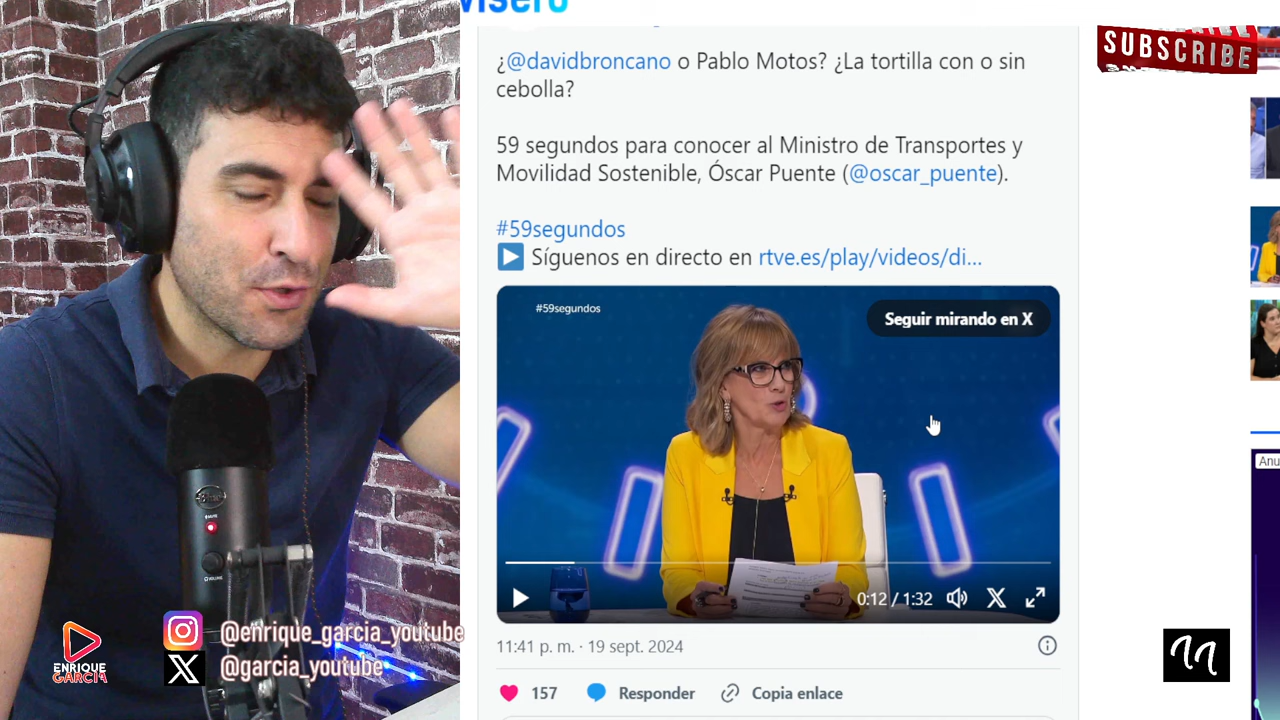 SUBSCRIBE
¿@davidbroncano o Pablo Motos? ¿La tortilla con o sin
cebolla?
59 segundos para conocer al Ministro de Transportes y
Movilidad Sostenible, Óscar Puente (@oscar_puente).
#59segundos
Síguenos en directo en rtve.es/play/videos/di...
#59segundos
Seguir mirando en X
0:12 / 1:32
11:41 p. m. · 19 sept. 2024
157
Responder
Copia enlace
Anu
@enrique_garcia_youtube
@garcia_youtube
ENRIQUE
GARCIA